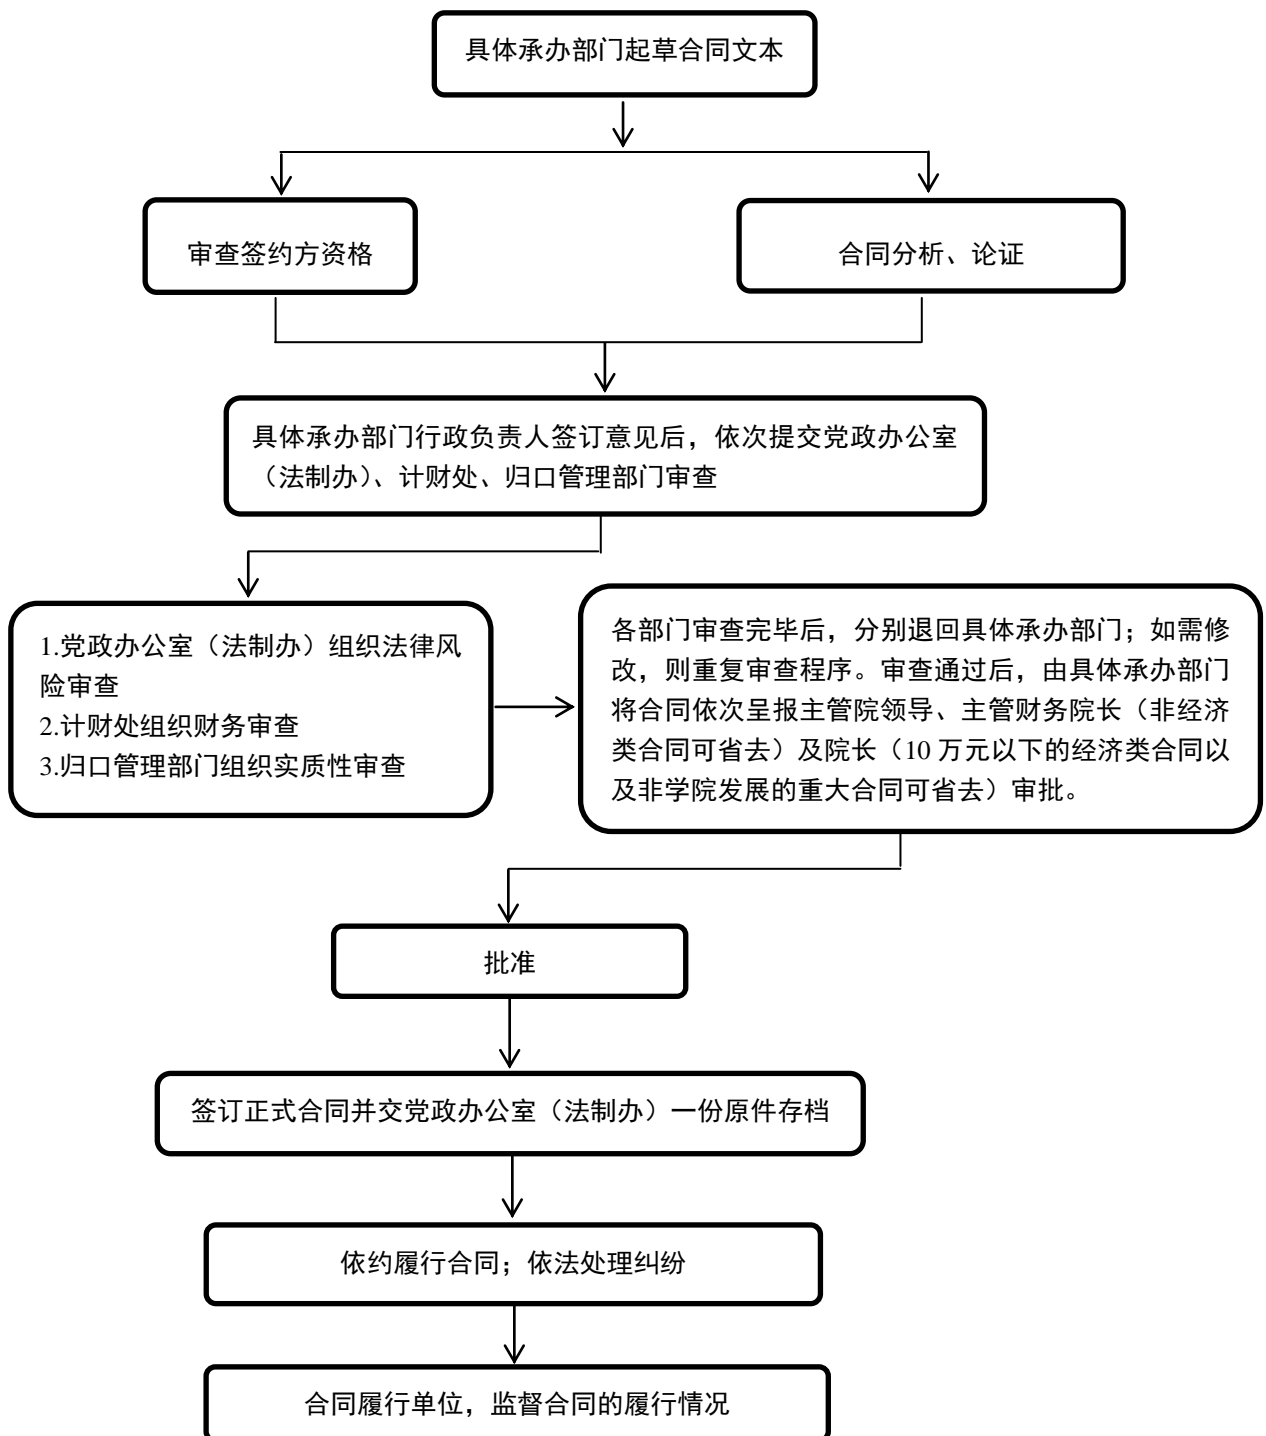 具体承办部门起草合同文本
审查签约方资格
合同分析、论证
具体承办部门行政负责人签订意见后，依次提交党政办公室
（法制办）、计财处、归口管理部门审查
1.党政办公室（法制办）组织法律风
险审查
2.计财处组织财务审查
3.归口管理部门组织实质性审查
各部门审查完毕后，分别退回具体承办部门；如需修
改，则重复审查程序。审查通过后，由具体承办部门
将合同依次呈报主管院领导、主管财务院长（非经济
类合同可省去）及院长（10 万元以下的经济类合同以
及非学院发展的重大合同可省去）审批。
批准
签订正式合同并交党政办公室（法制办）一份原件存档
依约履行合同；依法处理纠纷
合同履行单位，监督合同的履行情况